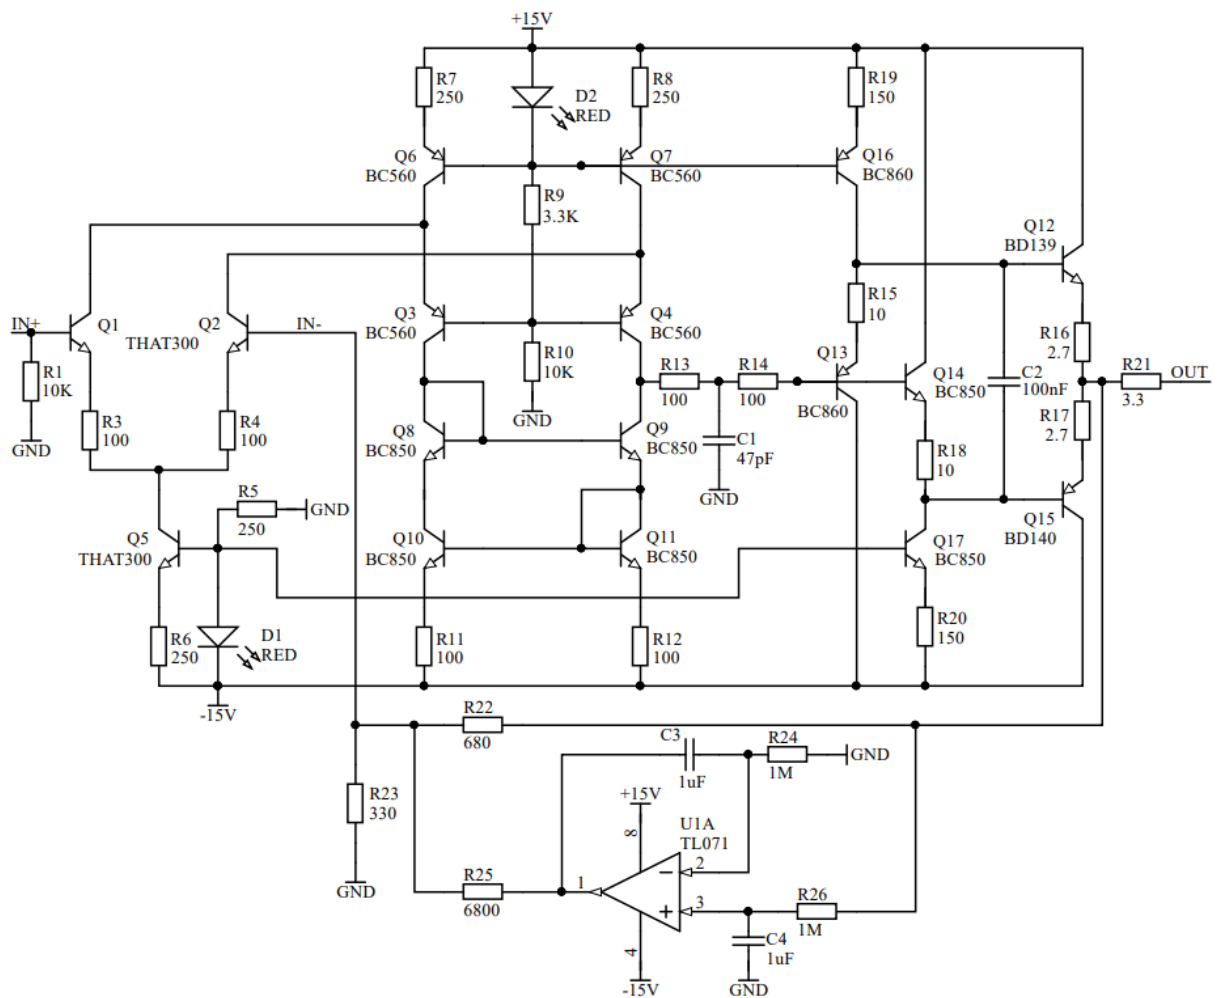 +15V
R7
250
D2
RED
R8
250
R19
150
Q6
BC560
Q7
BC560
Q16
BC860
R9
3.3K
Q12
BD139
IN+
Q1
THAT300
Q2
IN-
Q3
BC560
Q4
BC560
R15
10
R16
2.7
R1
10K
GND
R10
10K
GND
R13
100
R14
100
Q13
BC860
Q14
BC850
C2
100nF
R21
3.3
OUT
R3
100
R4
100
Q8
BC850
Q9
BC850
C1
47pF
GND
R17
2.7
R18
10
R5
250
GND
Q5
THAT300
Q10
BC850
Q11
BC850
Q17
BC850
Q15
BD140
R6
250
D1
RED
R11
100
R12
100
R20
150
-15V
R22
680
C3
1uF
R24
1M
GND
R23
330
GND
+15V
8
U1A
TL071
2
−
1
R25
6800
3
+
R26
1M
4
-15V
C4
1uF
GND